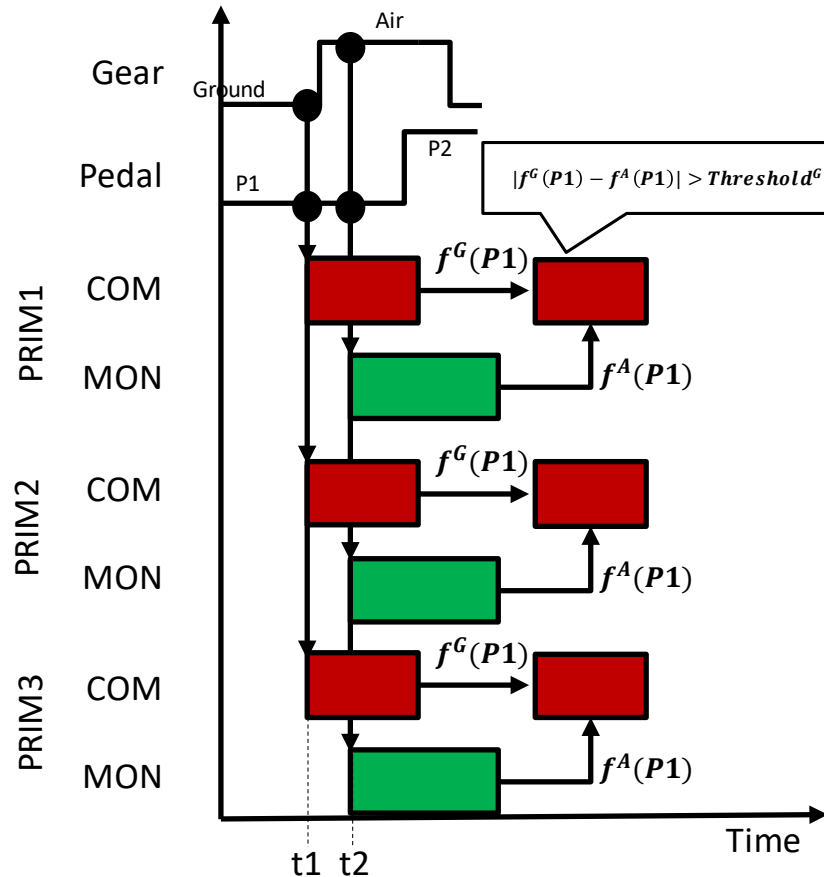 Air
Gear
Ground
P2
Pedal
P1
|f^G(P1) − f^A(P1)| > Threshold^G
f^G(P1)
COM
PRIM1
MON
f^A(P1)
f^G(P1)
COM
PRIM2
MON
f^A(P1)
f^G(P1)
COM
PRIM3
MON
f^A(P1)
Time
t1
t2